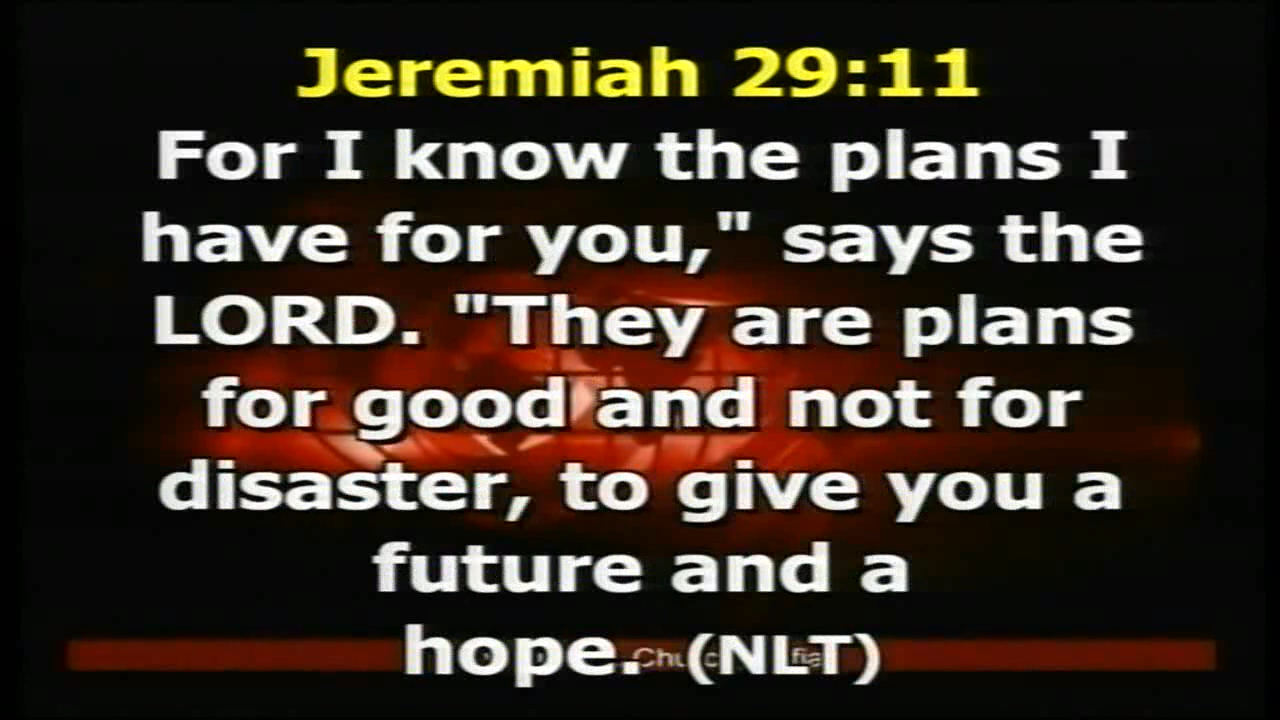 Jeremiah 29:11
For I know the plans I
have for you," says the
LORD. "They are plans
for good and not for
disaster, to give you a
future and a
hope. (NLT)